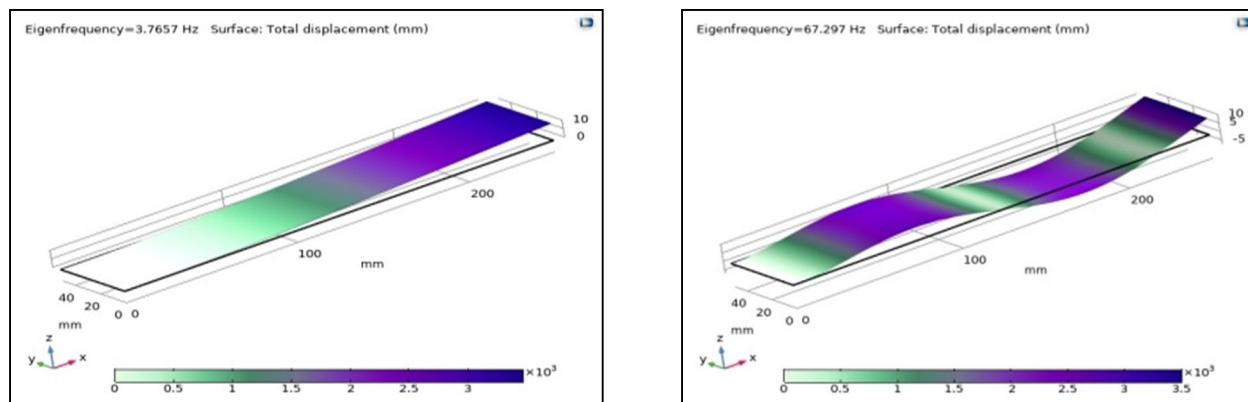 Eigenfrequency=3.7657 Hz Surface: Total displacement (mm)
10
0
200
100
mm
40
20
0 0
mm
z
y
x
0 0.5 1 1.5 2 2.5 3
×10³
Eigenfrequency=67.297 Hz Surface: Total displacement (mm)
10
5
-5
200
100
mm
40
20
0 0
mm
z
y
x
0 0.5 1 1.5 2 2.5 3 3.5
×10³